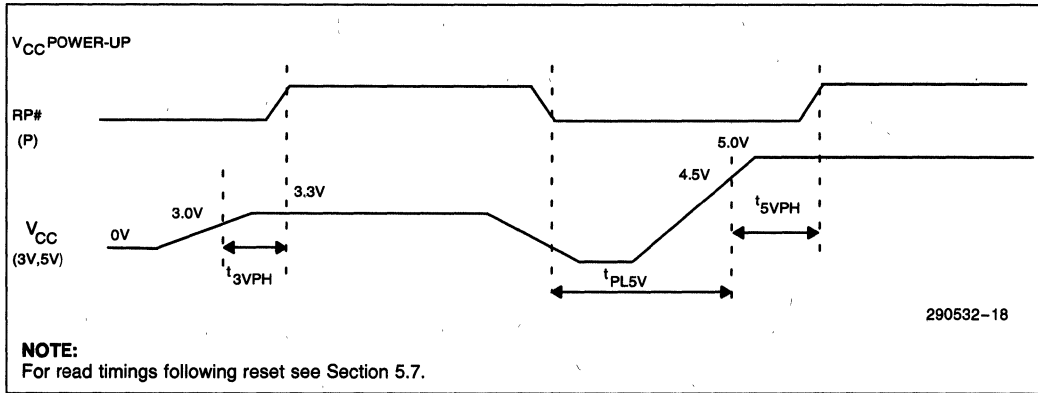 VCC POWER-UP
RP#
(P)
5.0V
4.5V
3.3V
3.0V
t5VPH
VCC
(3V,5V)
0V
t3VPH
tPL5V
290532-18
NOTE:
For read timings following reset see Section 5.7.